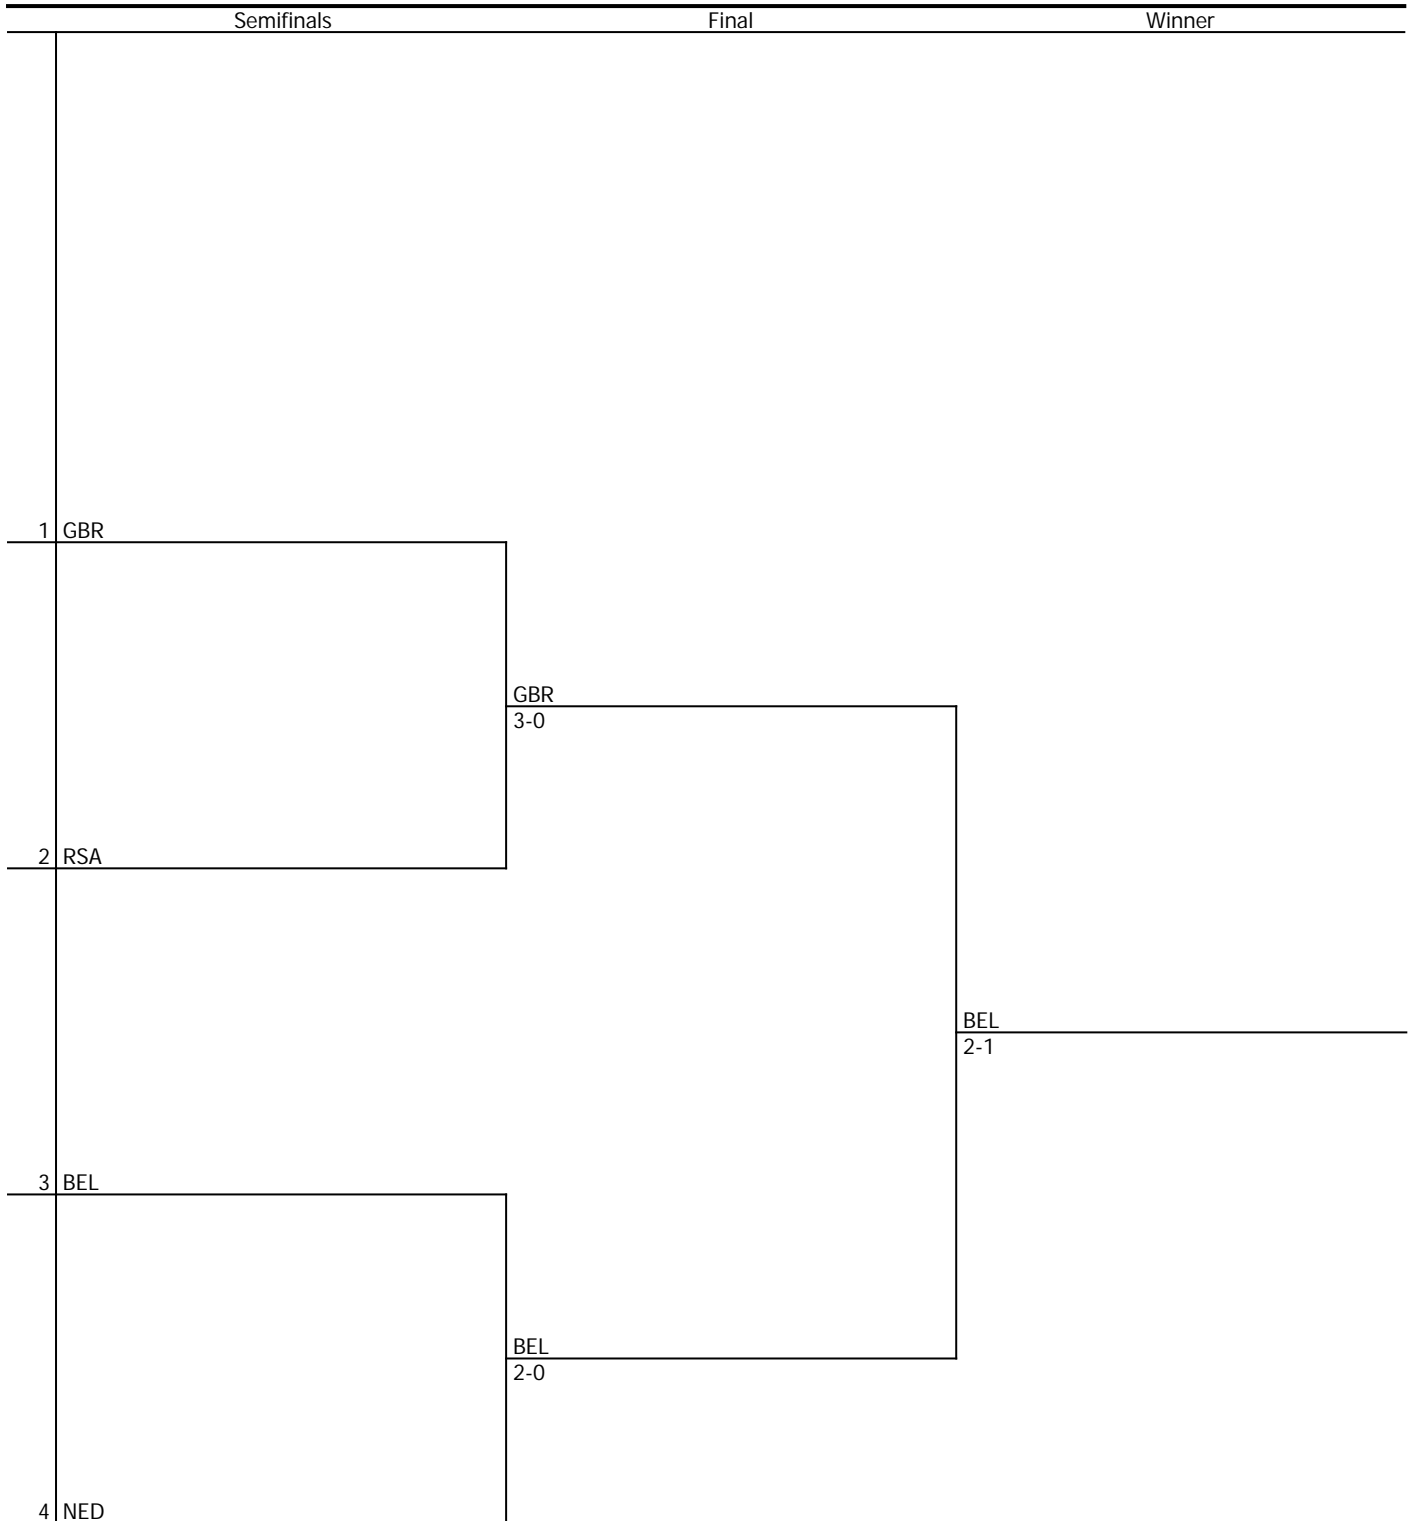 Semifinals Final Winner
1 GBR
GBR
3-0
2 RSA
BEL
2-1
3 BEL
BEL
2-0
4 NED